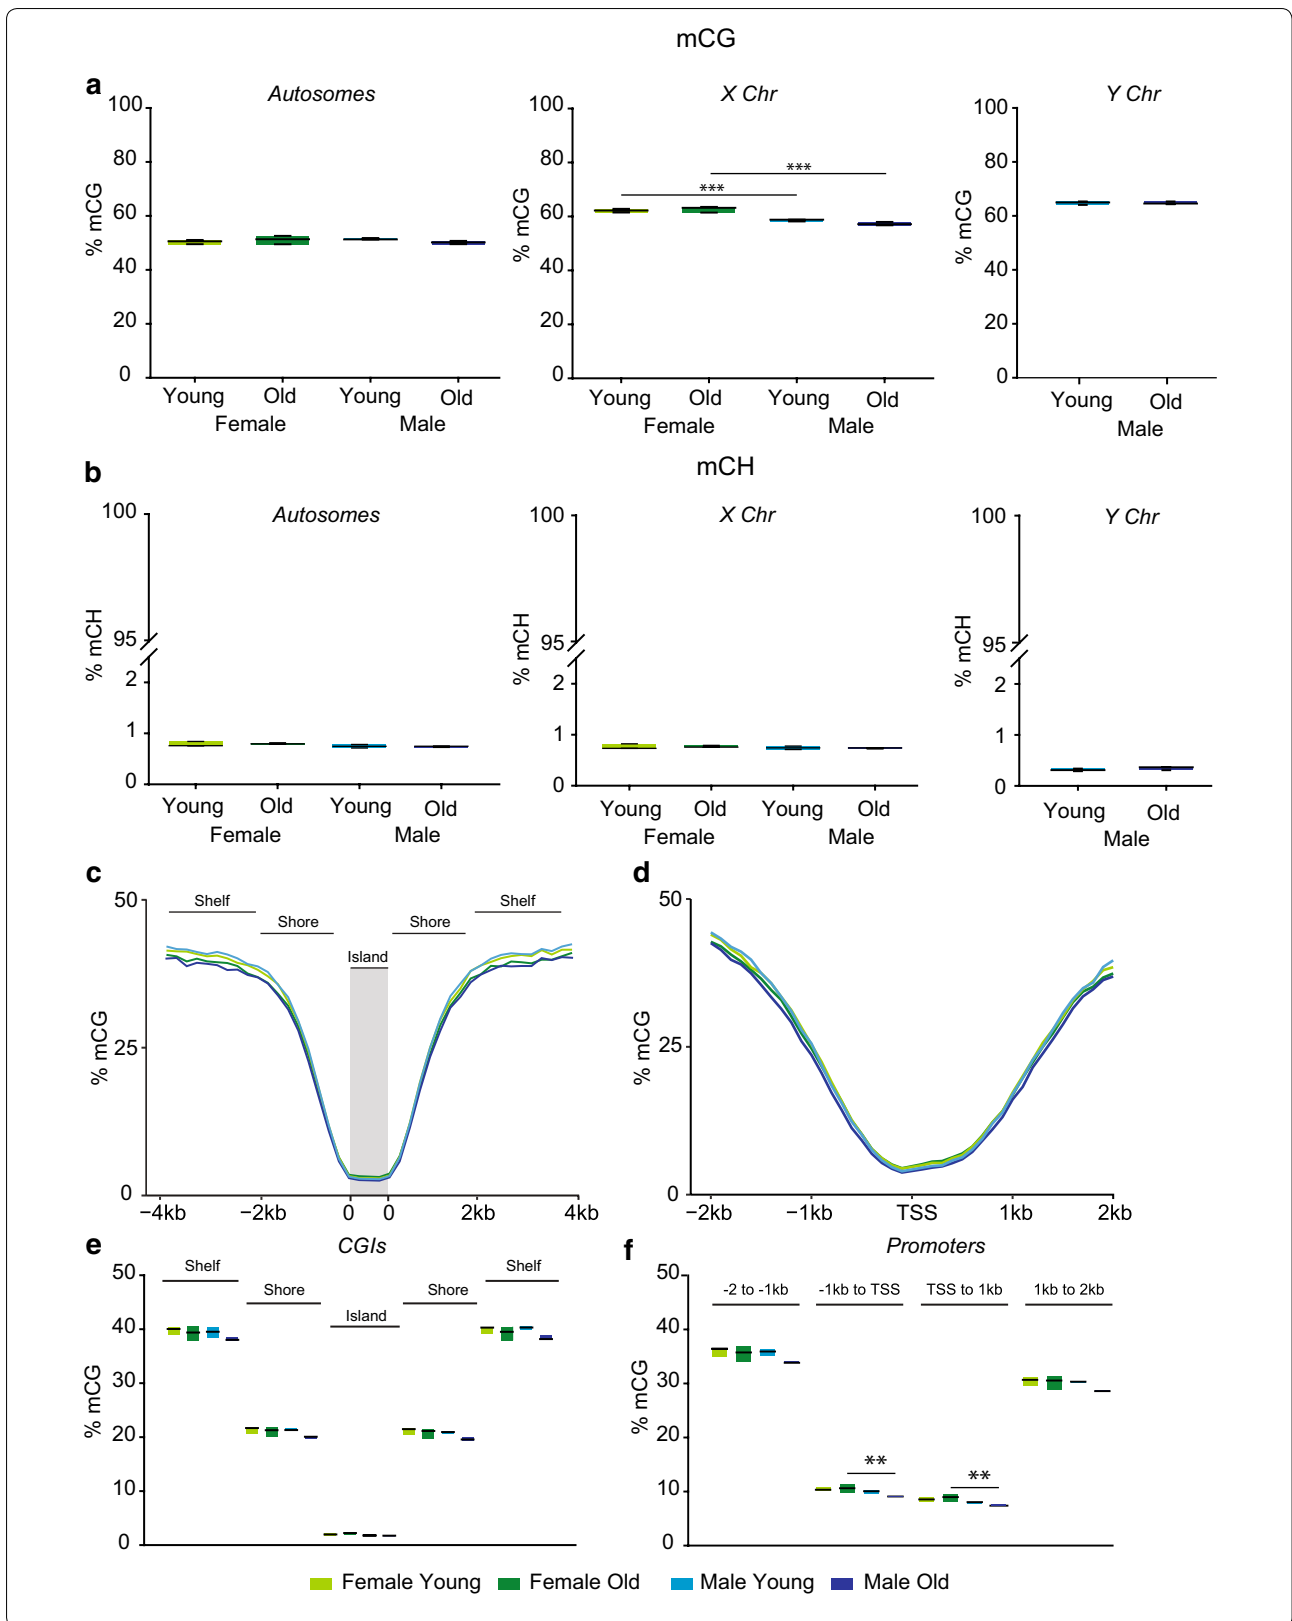 mCG
a
Autosomes
X Chr
Y Chr
100
80
60
40
20
0
% mCG
Young Old Young Old
Female Male
100
80
60
40
20
0
% mCG
***
***
Young Old Young Old
Female Male
100
80
60
40
20
0
% mCG
Young Old
Male
b
mCH
Autosomes
X Chr
Y Chr
100
95
2
1
0
% mCH
Young Old Young Old
Female Male
100
95
2
1
0
% mCH
Young Old Young Old
Female Male
100
95
2
1
0
% mCH
Young Old
Male
c
50
25
0
% mCG
Shelf
Shore
Island
Shore
Shelf
−4kb −2kb 0 0 2kb 4kb
CGIs
d
50
25
0
% mCG
−2kb −1kb TSS 1kb 2kb
Promoters
e
50
40
30
20
10
0
% mCG
Shelf
Shore
Island
Shore
Shelf
f
50
40
30
20
10
0
% mCG
-2 to -1kb
-1kb to TSS
TSS to 1kb
1kb to 2kb
**
**
Female Young Female Old Male Young Male Old